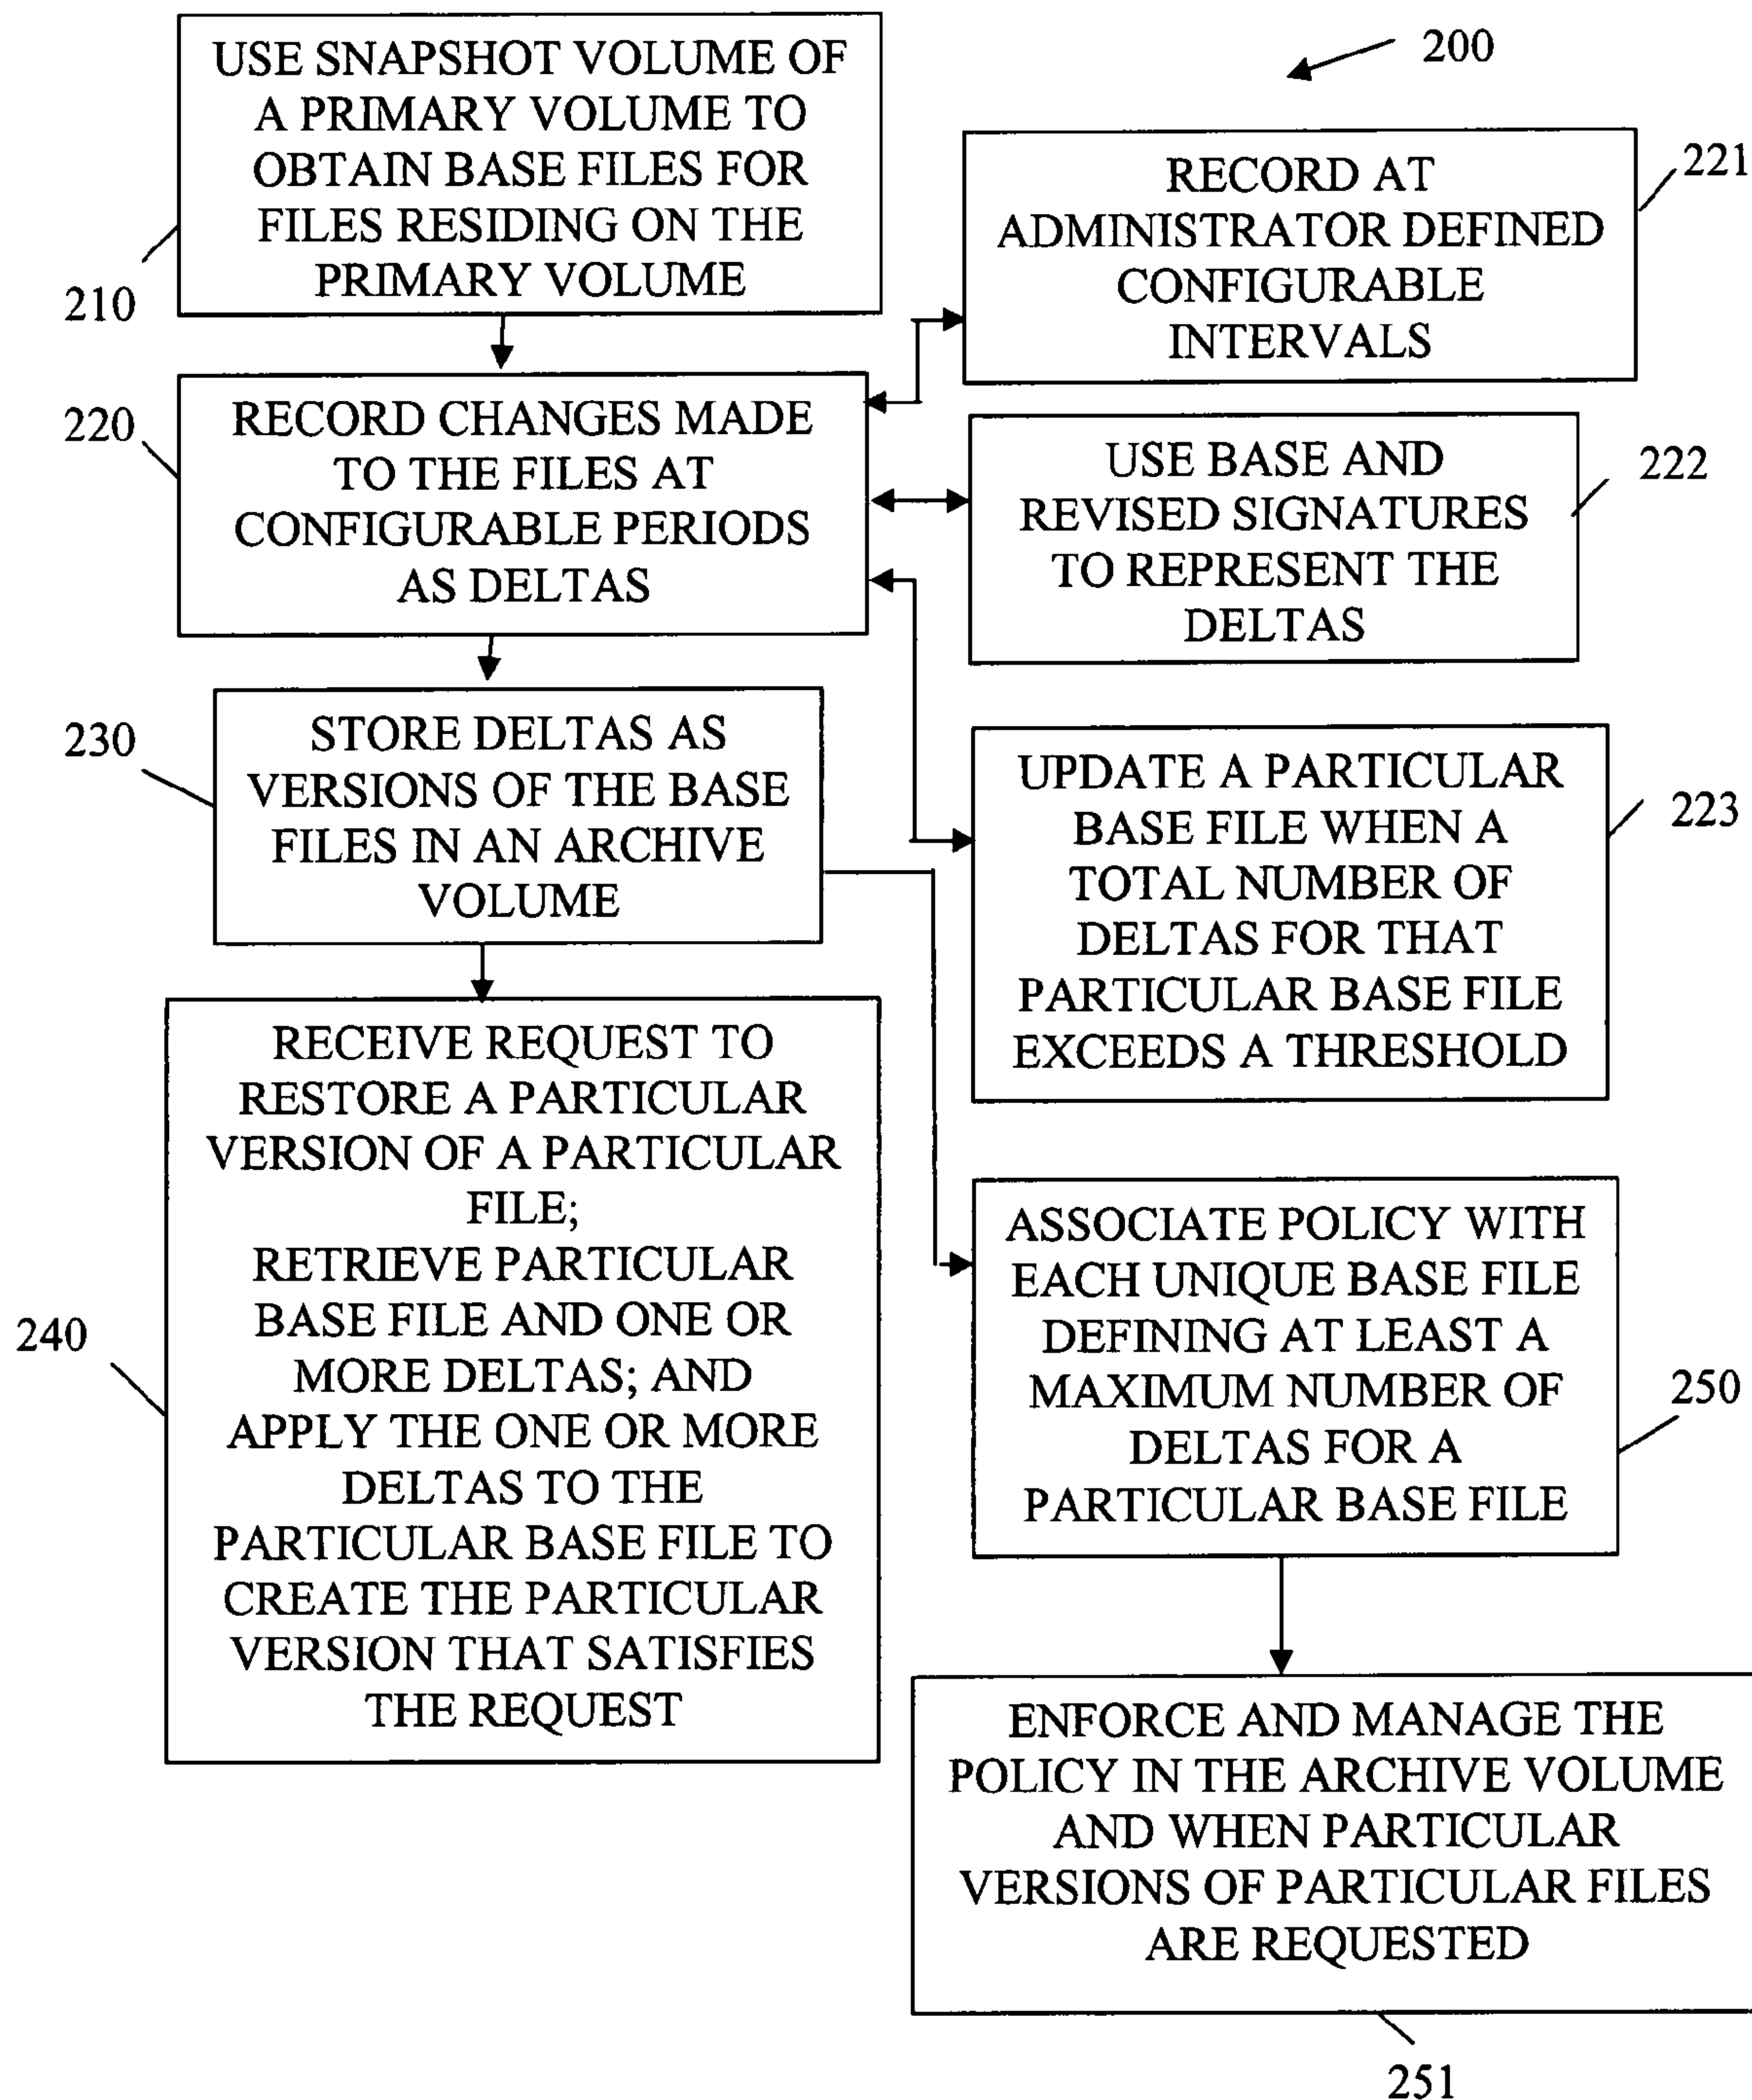 200
USE SNAPSHOT VOLUME OF
A PRIMARY VOLUME TO
OBTAIN BASE FILES FOR
FILES RESIDING ON THE
PRIMARY VOLUME
210
RECORD AT
ADMINISTRATOR DEFINED
CONFIGURABLE
INTERVALS
221
RECORD CHANGES MADE
TO THE FILES AT
CONFIGURABLE PERIODS
AS DELTAS
220
USE BASE AND
REVISED SIGNATURES
TO REPRESENT THE
DELTAS
222
STORE DELTAS AS
VERSIONS OF THE BASE
FILES IN AN ARCHIVE
VOLUME
230
UPDATE A PARTICULAR
BASE FILE WHEN A
TOTAL NUMBER OF
DELTAS FOR THAT
PARTICULAR BASE FILE
EXCEEDS A THRESHOLD
223
RECEIVE REQUEST TO
RESTORE A PARTICULAR
VERSION OF A PARTICULAR
FILE;
RETRIEVE PARTICULAR
BASE FILE AND ONE OR
MORE DELTAS; AND
APPLY THE ONE OR MORE
DELTAS TO THE
PARTICULAR BASE FILE TO
CREATE THE PARTICULAR
VERSION THAT SATISFIES
THE REQUEST
240
ASSOCIATE POLICY WITH
EACH UNIQUE BASE FILE
DEFINING AT LEAST A
MAXIMUM NUMBER OF
DELTAS FOR A
PARTICULAR BASE FILE
250
ENFORCE AND MANAGE THE
POLICY IN THE ARCHIVE VOLUME
AND WHEN PARTICULAR
VERSIONS OF PARTICULAR FILES
ARE REQUESTED
251